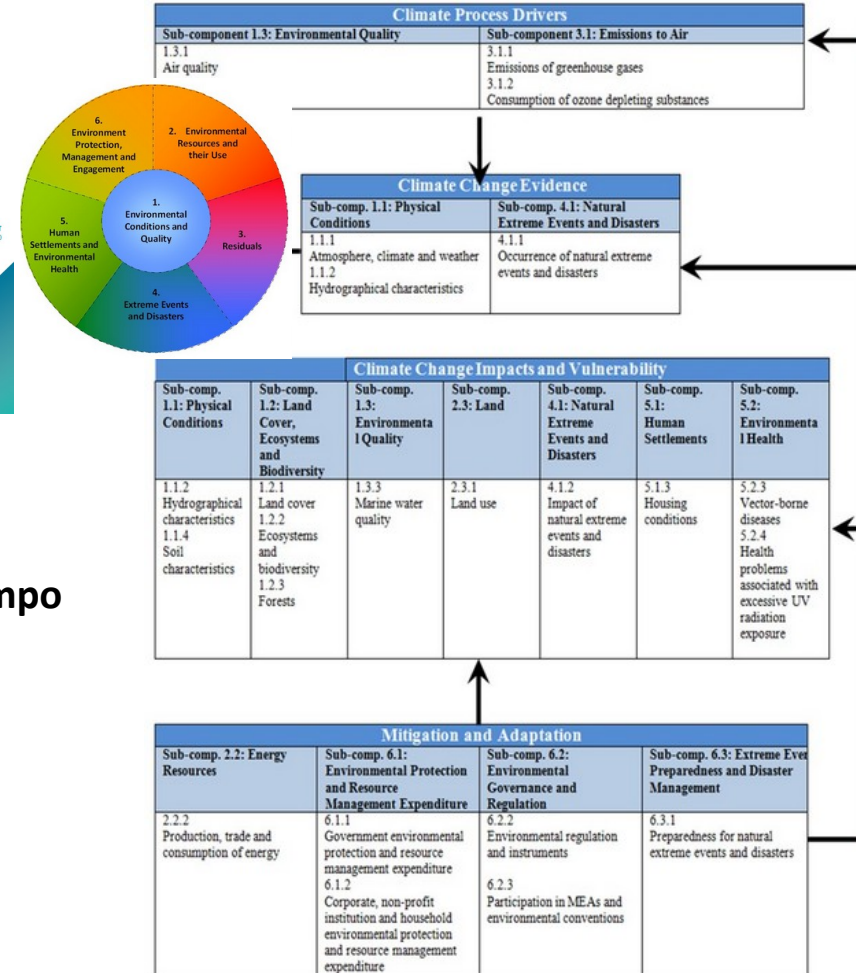 Climate Process Drivers
Sub-component 1.3: Environmental Quality
1.3.1
Air quality
Sub-component 3.1: Emissions to Air
3.1.1
Emissions of greenhouse gases
3.1.2
Consumption of ozone depleting substances
6.
Environment
Protection,
Management and
Engagement
2. Environmental
Resources and
their Use
1.
Environmental
Conditions and
Quality
3.
Residuals
5.
Human
Settlements and
Environmental
Health
4.
Extreme Events
and Disasters
Climate Change Evidence
Sub-comp. 1.1: Physical
Conditions
1.1.1
Atmosphere, climate and weather
1.1.2
Hydrographical characteristics
Sub-comp. 4.1: Natural
Extreme Events and Disasters
4.1.1
Occurrence of natural extreme
events and disasters
Climate Change Impacts and Vulnerability
Sub-comp.
1.1: Physical
Conditions
1.1.2
Hydrographical
characteristics
1.1.4
Soil
characteristics
Sub-comp.
1.2: Land
Cover,
Ecosystems
and
Biodiversity
1.2.1
Land cover
1.2.2
Ecosystems
and
biodiversity
1.2.3
Forests
Sub-comp.
1.3:
Environmenta
l Quality
1.3.3
Marine water
quality
Sub-comp.
2.3: Land
2.3.1
Land use
Sub-comp.
4.1: Natural
Extreme
Events and
Disasters
4.1.2
Impact of
natural extreme
events and
disasters
Sub-comp.
5.1:
Human
Settlements
5.1.3
Housing
conditions
Sub-comp.
5.2:
Environmenta
l Health
5.2.3
Vector-borne
diseases
5.2.4
Health
problems
associated with
excessive UV
radiation
exposure
mpo
Mitigation and Adaptation
Sub-comp. 2.2: Energy
Resources
2.2.2
Production, trade and
consumption of energy
Sub-comp. 6.1:
Environmental Protection
and Resource
Management Expenditure
6.1.1
Government environmental
protection and resource
management expenditure
6.1.2
Corporate, non-profit
institution and household
environmental protection
and resource management
expenditure
Sub-comp. 6.2:
Environmental
Governance and
Regulation
6.2.2
Environmental regulation
and instruments
6.2.3
Participation in MEAs and
environmental conventions
Sub-comp. 6.3: Extreme Even
Preparedness and Disaster
Management
6.3.1
Preparedness for natural
extreme events and disasters